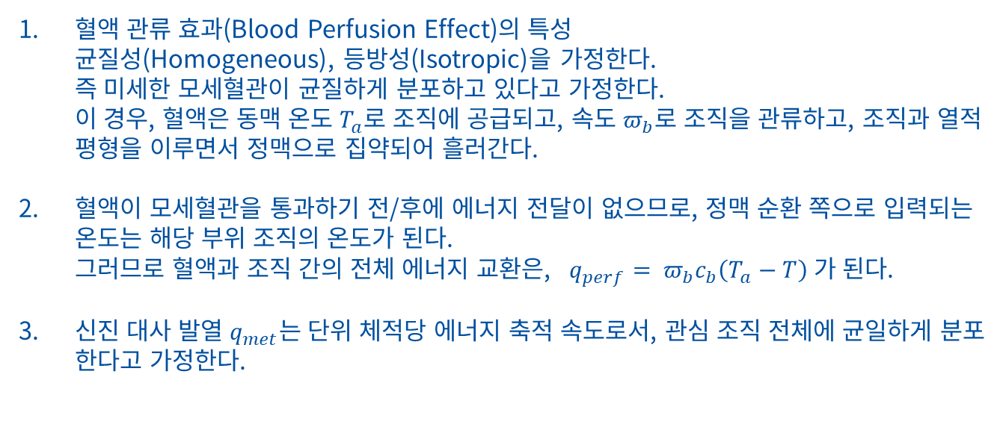 1. 혈액 관류 효과(Blood Perfusion Effect)의 특성
균질성(Homogeneous), 등방성(Isotropic)을 가정한다.
즉 미세한 모세혈관이 균질하게 분포하고 있다고 가정한다.
이 경우, 혈액은 동맥 온도 𝑇𝑎로 조직에 공급되고, 속도 𝜛𝑏로 조직을 관류하고, 조직과 열적
평형을 이루면서 정맥으로 집약되어 흘러간다.
2. 혈액이 모세혈관을 통과하기 전/후에 에너지 전달이 없으므로, 정맥 순환 쪽으로 입력되는
온도는 해당 부위 조직의 온도가 된다.
그러므로 혈액과 조직 간의 전체 에너지 교환은, 𝑞𝑝𝑒𝑟𝑓 = 𝜛𝑏𝑐𝑏(𝑇𝑎 − 𝑇) 가 된다.
3. 신진 대사 발열 𝑞𝑚𝑒𝑡는 단위 체적당 에너지 축적 속도로서, 관심 조직 전체에 균일하게 분포
한다고 가정한다.